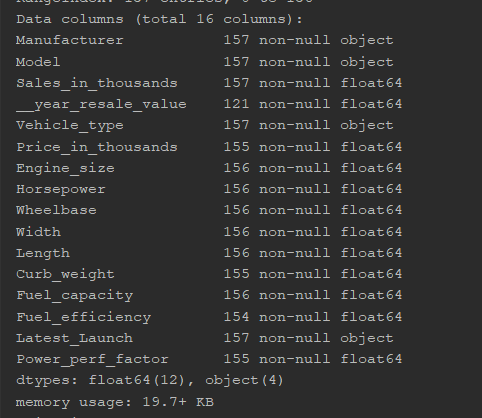 Data columns (total 16 columns):
Manufacturer 157 non-null object
Model 157 non-null object
Sales_in_thousands 157 non-null float64
__year_resale_value 121 non-null float64
Vehicle_type 157 non-null object
Price_in_thousands 155 non-null float64
Engine_size 156 non-null float64
Horsepower 156 non-null float64
Wheelbase 156 non-null float64
Width 156 non-null float64
Length 156 non-null float64
Curb_weight 155 non-null float64
Fuel_capacity 156 non-null float64
Fuel_efficiency 154 non-null float64
Latest_Launch 157 non-null object
Power_perf_factor 155 non-null float64
dtypes: float64(12), object(4)
memory usage: 19.7+ KB